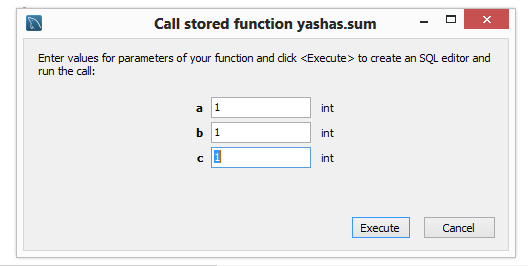 Call stored function yashas.sum
Enter values for parameters of your function and click <Execute> to create an SQL editor and
run the call:
a 1 int
b 1 int
c 1 int
Execute Cancel